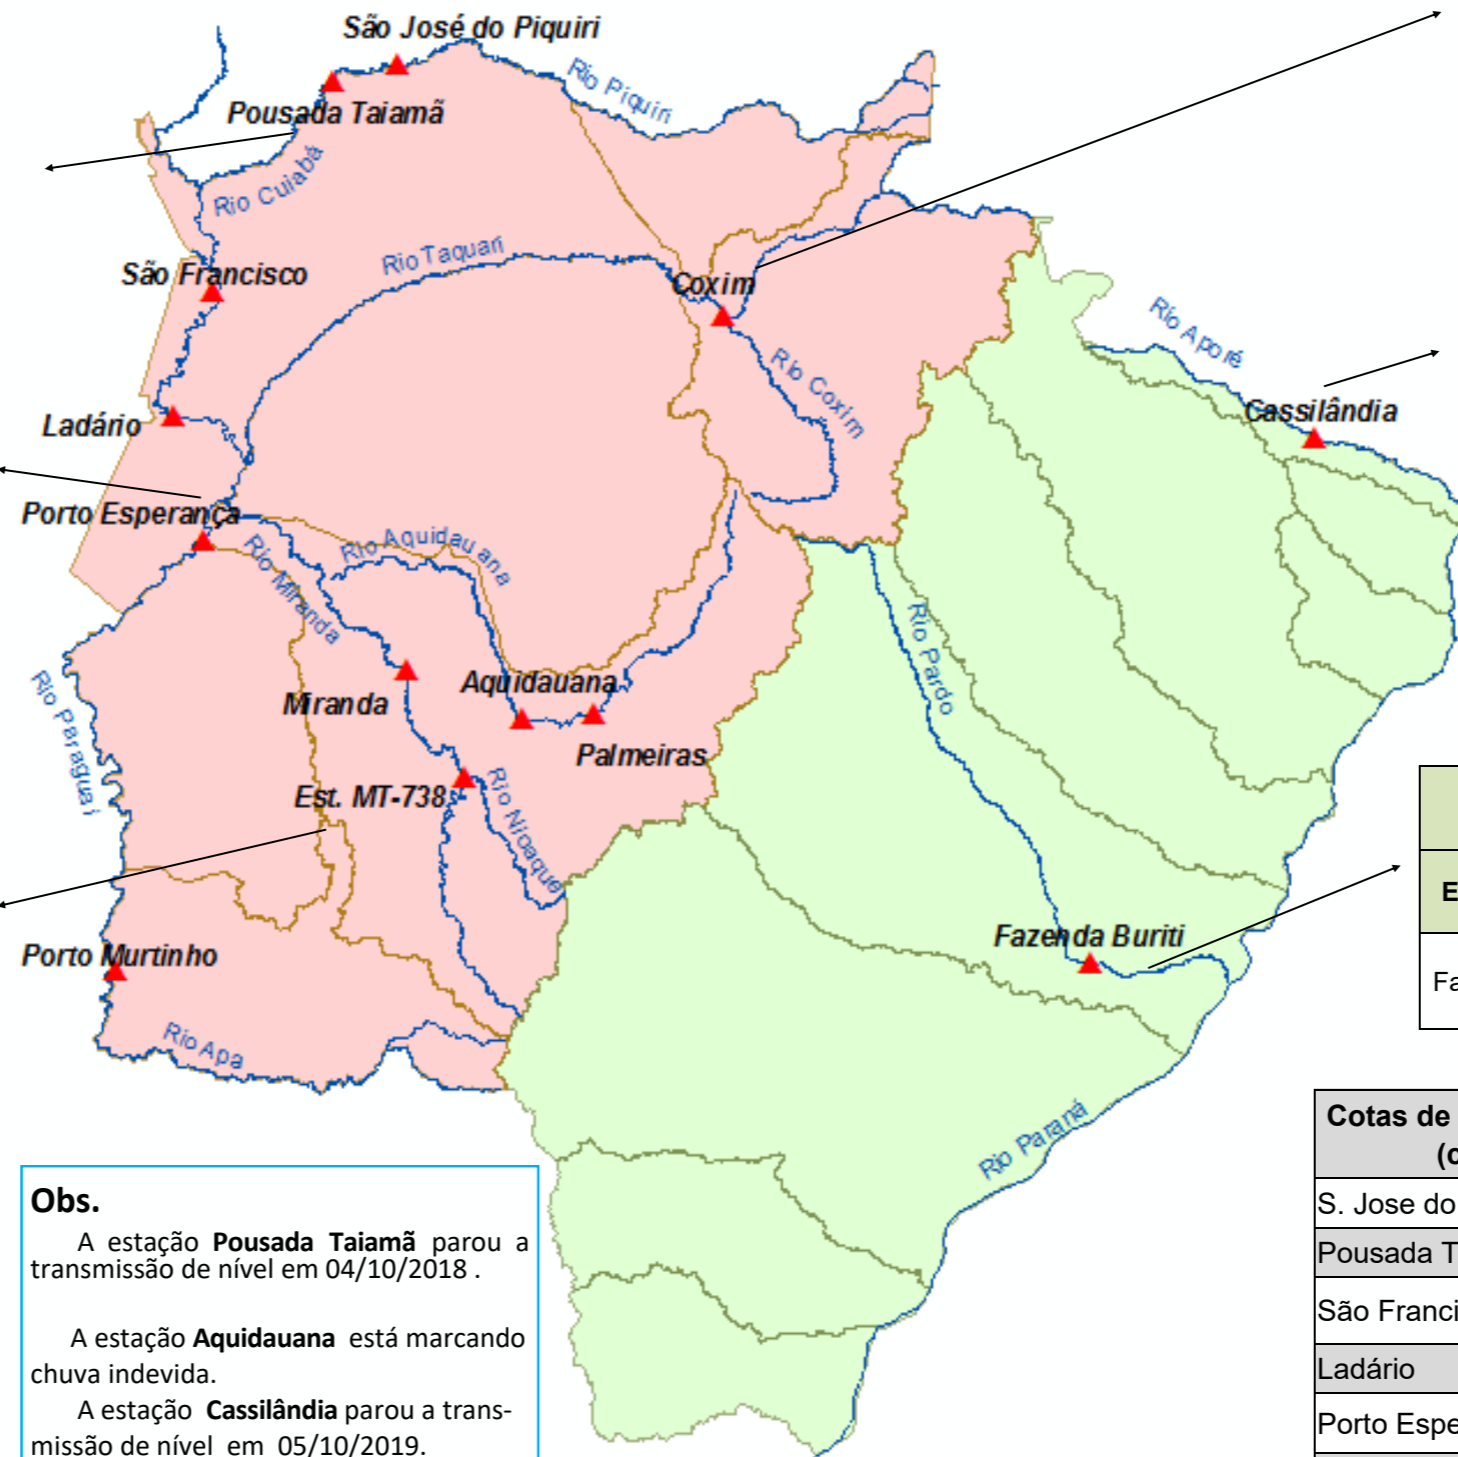 São José do Piquiri
Rio Piquiri
Pousada Taiamã
Rio Cuiabá
Rio Taquari
São Francisco
Coxim
Rio Aporé
Rio Coxim
Cassilândia
Ladário
Porto Esperança
Rio Miranda
Rio Aquidauana
Rio Pardo
Rio Paraguai
Miranda
Aquidauana
Palmeiras
Est. MT-738
Rio Nioaque
E
Fa
Porto Murtinho
Fazenda Buriti
Rio Apa
Rio Paraná
Cotas de
(c
S. Jose do
Pousada T
São Franci
Ladário
Porto Espe
Obs.
A estação Pousada Taiamã parou a
transmissão de nível em 04/10/2018 .
A estação Aquidauana está marcando
chuva indevida.
A estação Cassilândia parou a trans-
missão de nível em 05/10/2019.